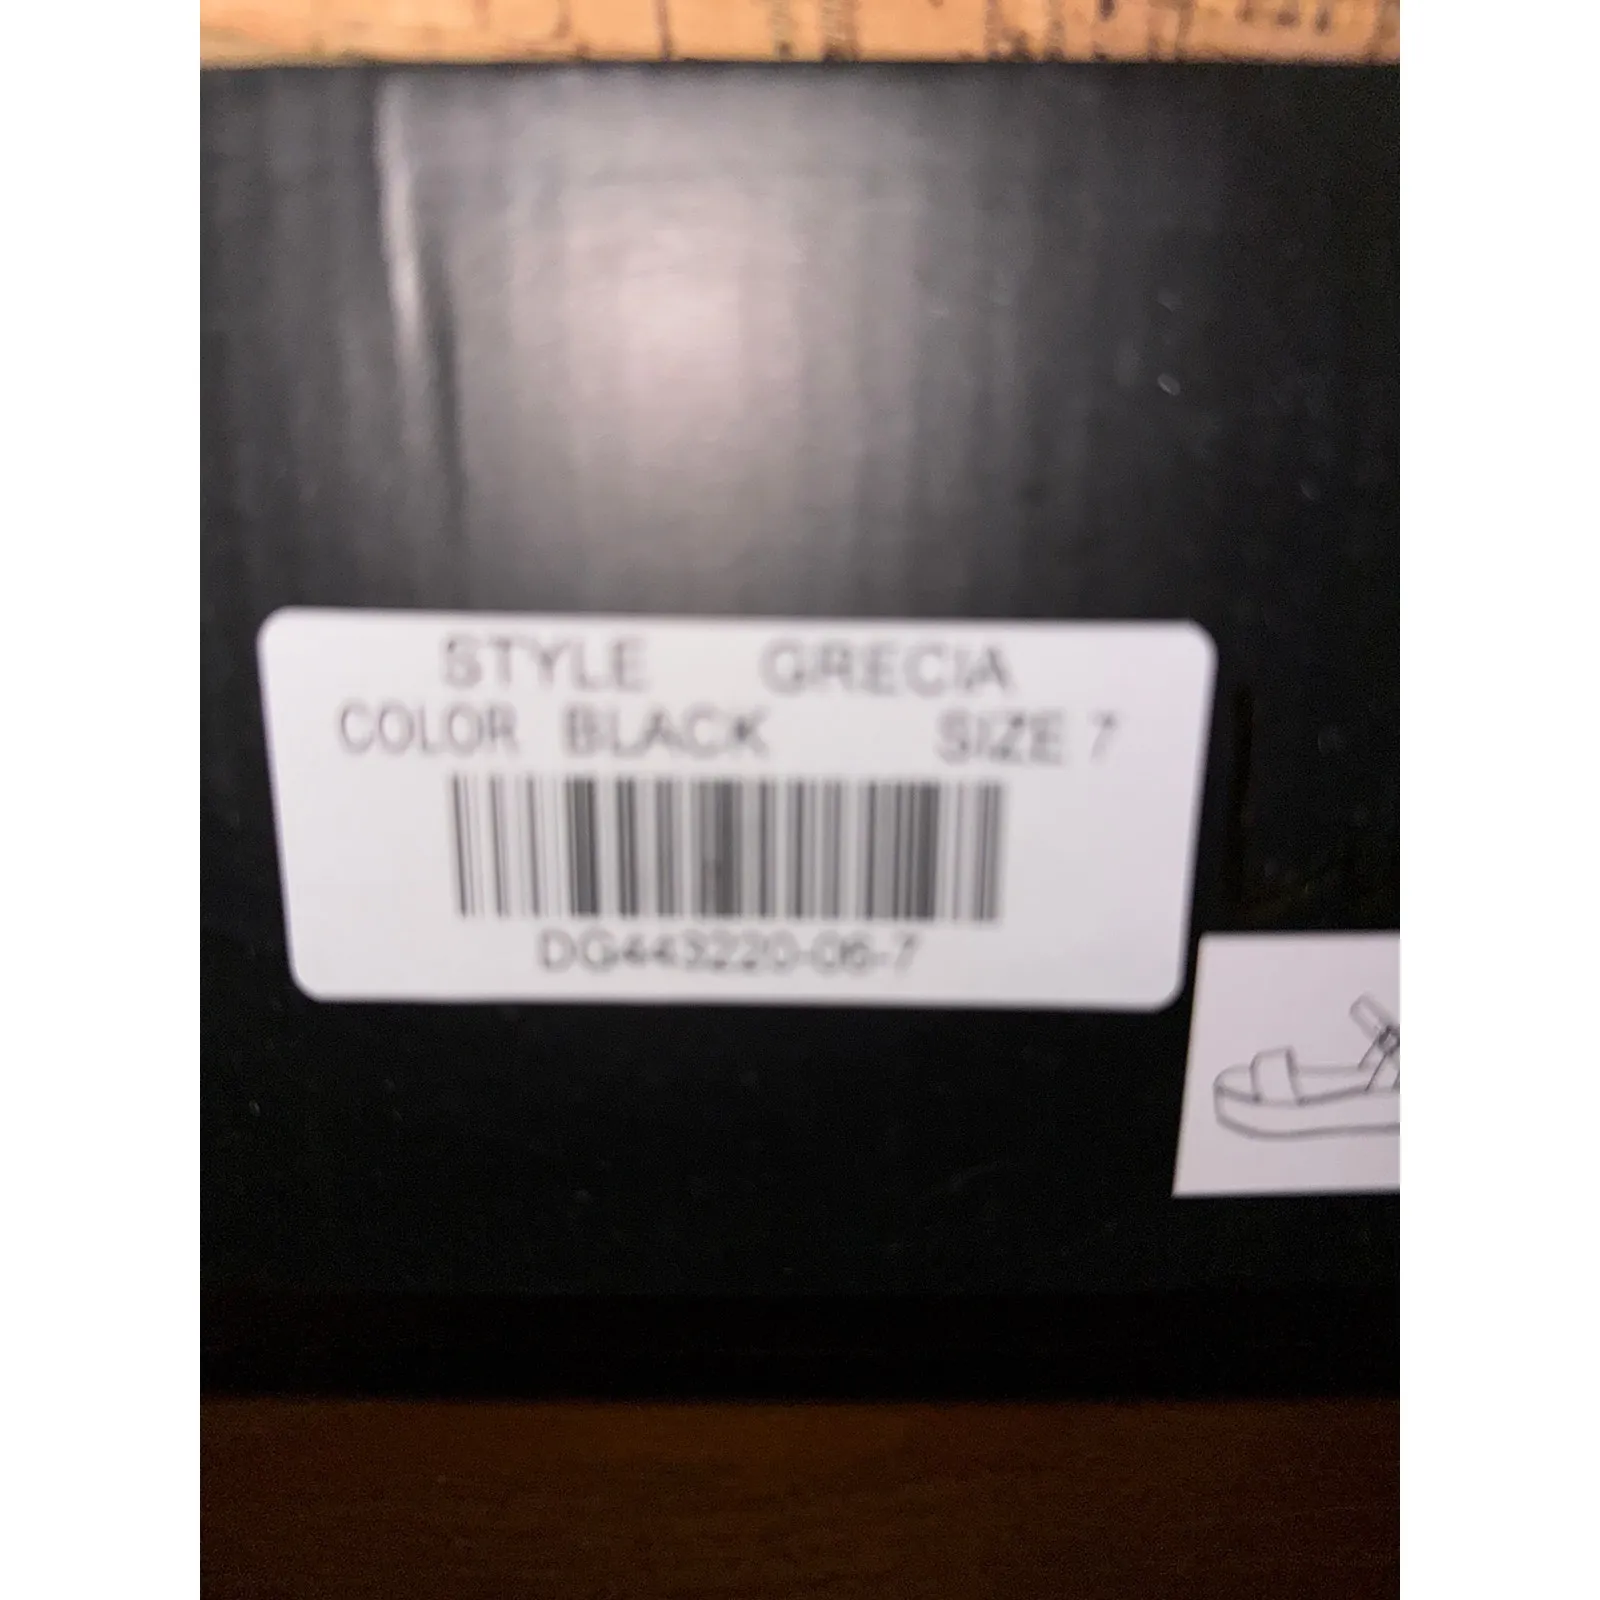 STYLE GRECIA
COLOR BLACK SIZE 7
DG443220-06-7